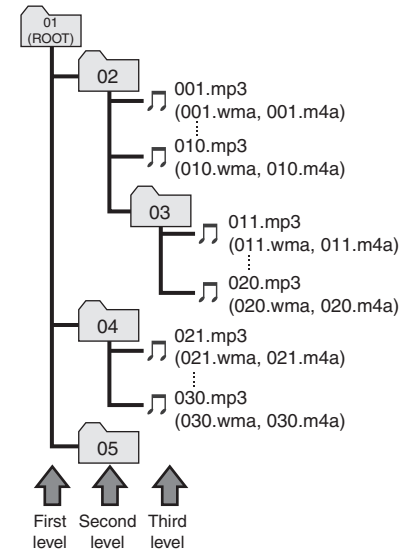 01
(ROOT)
02
001.mp3
(001.wma, 001.m4a)
010.mp3
(010.wma, 010.m4a)
03
011.mp3
(011.wma, 011.m4a)
020.mp3
(020.wma, 020.m4a)
04
021.mp3
(021.wma, 021.m4a)
030.mp3
(030.wma, 030.m4a)
05
First Second Third
level level level